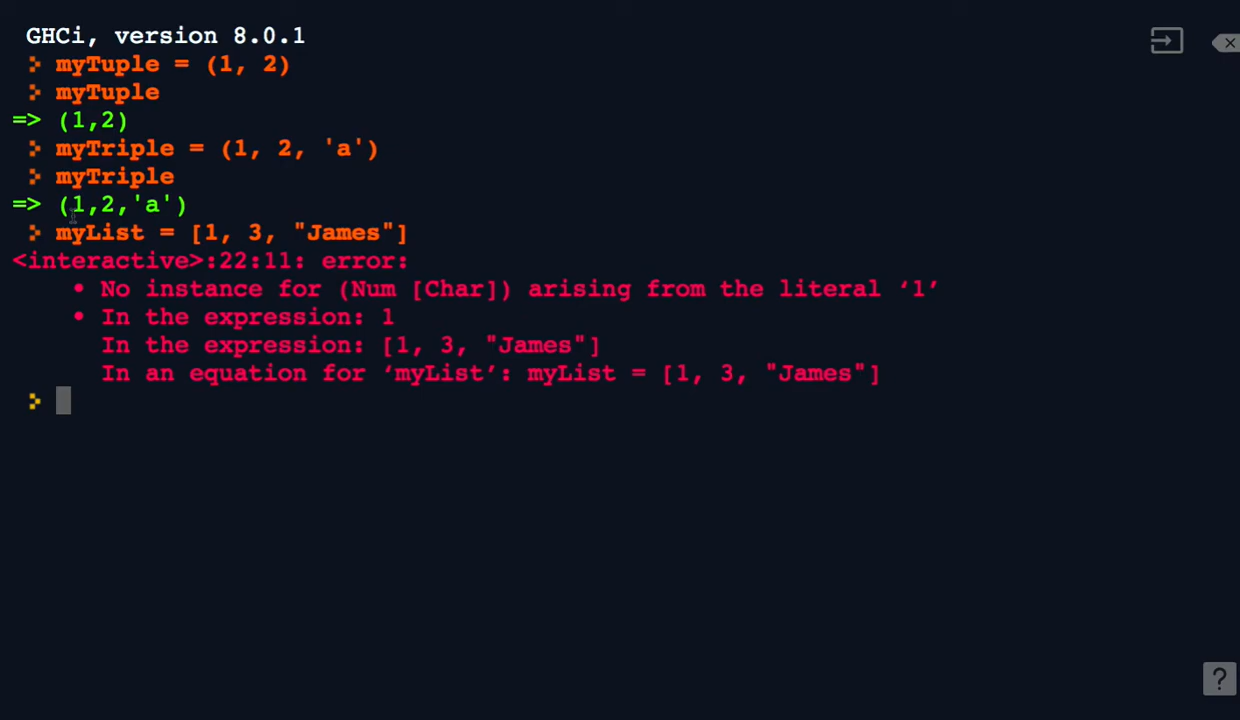 GHCi, version 8.0.1
myTuple = (1, 2)
myTuple
=> (1,2)
myTriple = (1, 2, 'a')
myTriple
=> (1,2,'a')
myList = [1, 3, "James"]
<interactive>:22:11: error:
• No instance for (Num [Char]) arising from the literal ‘1’
• In the expression: 1
In the expression: [1, 3, "James"]
In an equation for ‘myList’: myList = [1, 3, "James"]
?